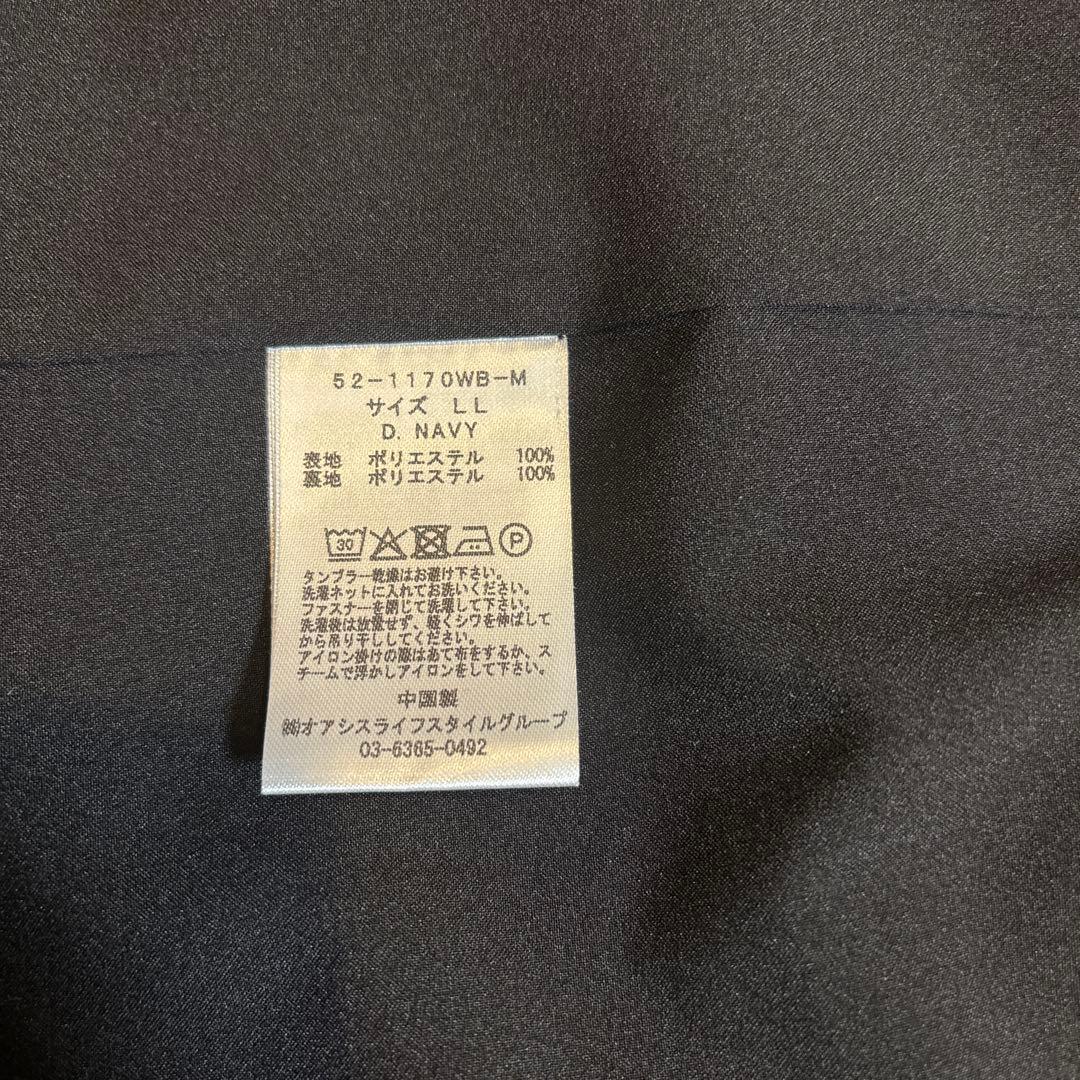 52-1170WB-M
サイズ LL
D. NAVY
表地 ポリエステル 100%
裏地 ポリエステル 100%
30 P
タンブラー乾燥はお避け下さい。
洗濯ネットに入れてお洗いください。
ファスナーを閉じて洗濯して下さい。
洗濯後は放置せず、軽くシワを伸ばして
から吊り干ししてください。
アイロン掛けの際はあて布をするか、ス
チームで浮かしアイロンをして下さい。
中国製
㈱オアシスライフスタイルグループ
03-6365-0492